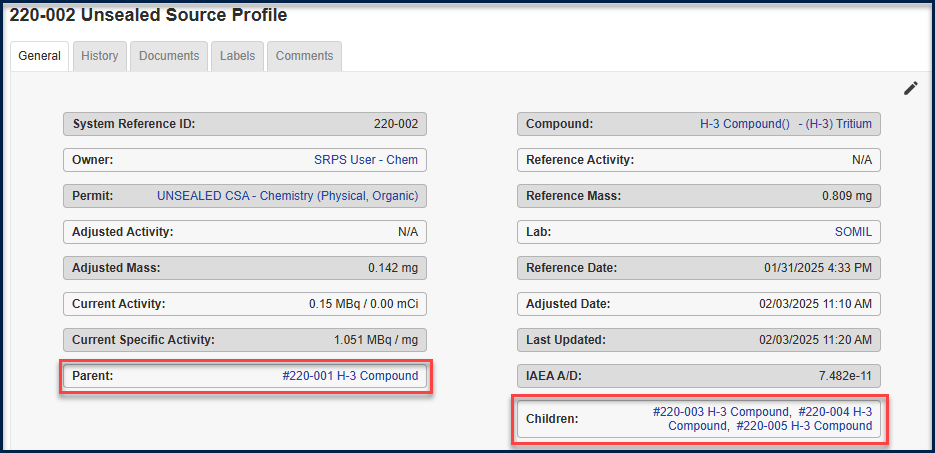 220-002 Unsealed Source Profile
General History Documents Labels Comments
System Reference ID: 220-002
Compound: H-3 Compound() - (H-3) Tritium
Owner: SRPS User - Chem
Reference Activity: N/A
Permit: UNSEALED CSA - Chemistry (Physical, Organic)
Reference Mass: 0.809 mg
Adjusted Activity: N/A
Lab: SOMIL
Adjusted Mass: 0.142 mg
Reference Date: 01/31/2025 4:33 PM
Current Activity: 0.15 MBq / 0.00 mCi
Adjusted Date: 02/03/2025 11:10 AM
Current Specific Activity: 1.051 MBq / mg
Last Updated: 02/03/2025 11:20 AM
Parent: #220-001 H-3 Compound
IAEA A/D: 7.482e-11
Children: #220-003 H-3 Compound, #220-004 H-3
Compound, #220-005 H-3 Compound